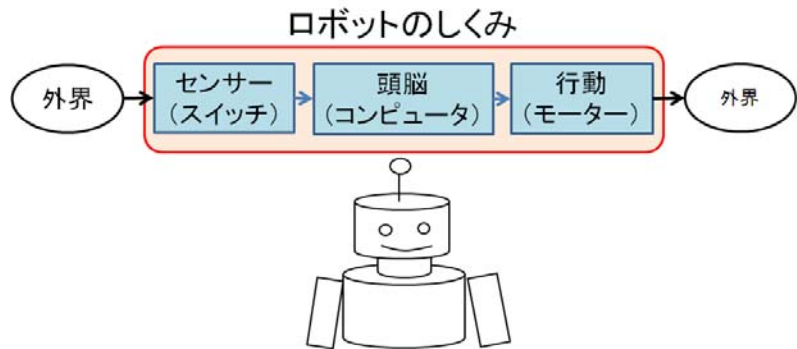 ロボットのしくみ
外界
センサー
(スイッチ)
頭脳
(コンピュータ)
行動
(モーター)
外界